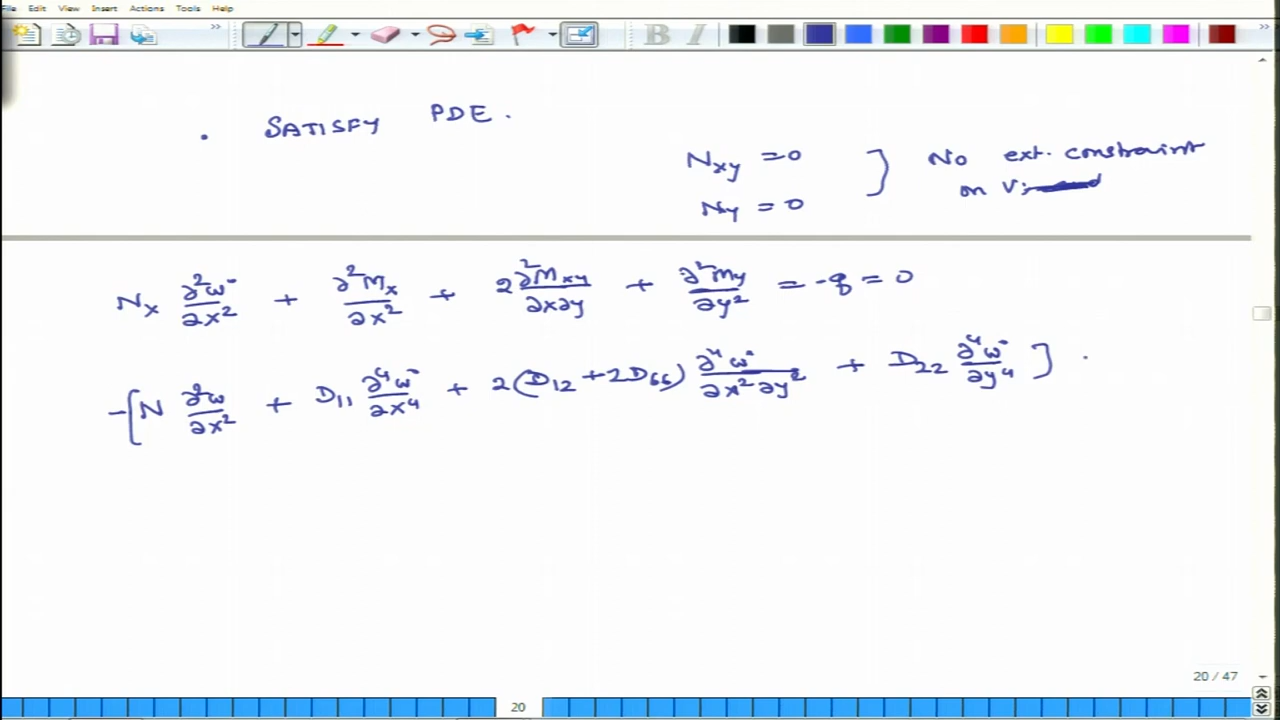 File Edit View Insert Actions Tools Help
B I
. SATISFY PDE.
Nxy = 0 } No ext. constraint
Ny = 0 on V
Nx ∂²w°/∂x² + ∂²Mx/∂x² + 2∂²Mxy/∂x∂y + ∂²My/∂y² = -q = 0
-[N ∂²w/∂x² + D11 ∂⁴w°/∂x⁴ + 2(D12 + 2D66) ∂⁴w°/∂x²∂y² + D22 ∂⁴w°/∂y⁴] .
20 / 47
20